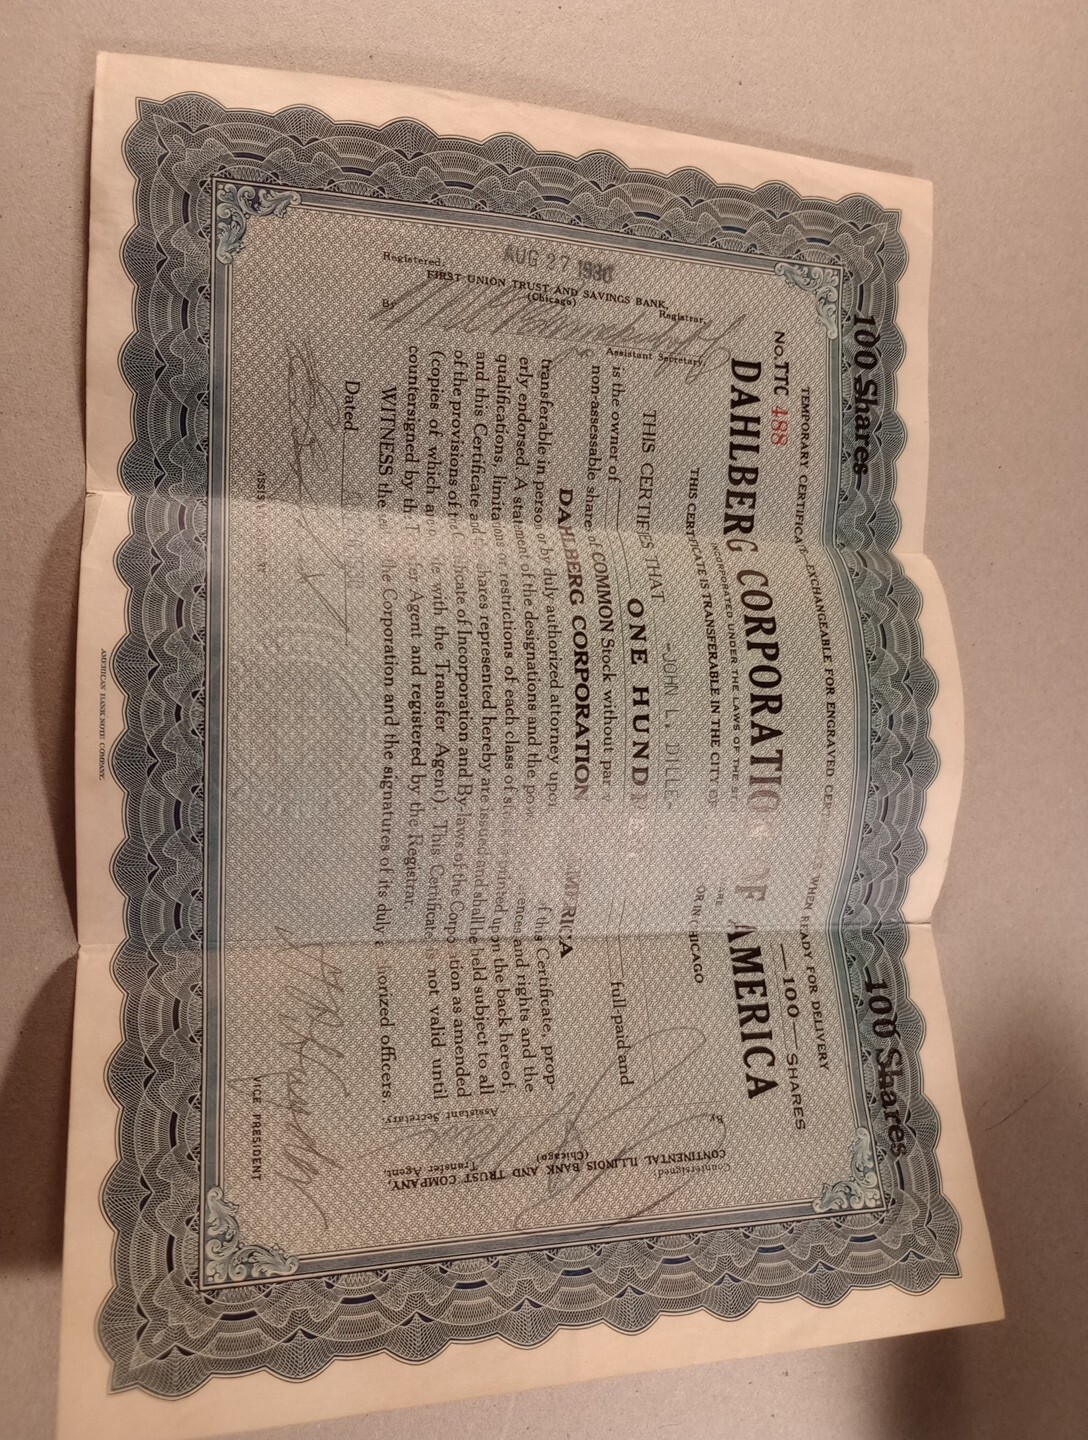 100 Shares
100 Shares
TEMPORARY CERTIFICATE EXCHANGEABLE FOR ENGRAVED WHEN READY FOR DELIVERY
No. TTC 488
—100— SHARES
DAHLBERG CORPORATION OF AMERICA
INCORPORATED UNDER THE LAWS OF THE
THIS CERTIFICATE IS TRANSFERABLE IN THE CITY OF OR IN CHICAGO
THIS CERTIFIES THAT -JOHN L. DILLE-
is the owner of ONE HUNDRED full-paid and
non-assessable shares of COMMON Stock without par
DAHLBERG CORPORATION AMERICA
transferable in person or by duly authorized attorney upon of this Certificate, prop-
erly endorsed. A statement of the designations and the and rights and the
qualifications, limitations or restrictions of each class of printed upon the back hereof,
and this Certificate and shares represented hereby are issued and shall be held subject to all
of the provisions of the Certificate of Incorporation and By-laws of the Corporation as amended
(copies of which are with the Transfer Agent). This Certificate is not valid until
countersigned by the Transfer Agent and registered by the Registrar.
WITNESS the the Corporation and the signatures of its duly authorized officers.
Dated
VICE PRESIDENT
AMERICAN BANK NOTE COMPANY.
Registered: AUG 27 1930
FIRST UNION TRUST AND SAVINGS BANK,
(Chicago)
Registrar,
By
Assistant Secretary.
Countersigned
CONTINENTAL ILLINOIS BANK AND TRUST COMPANY,
(Chicago)
Transfer Agent.
By
Assistant Secretary.